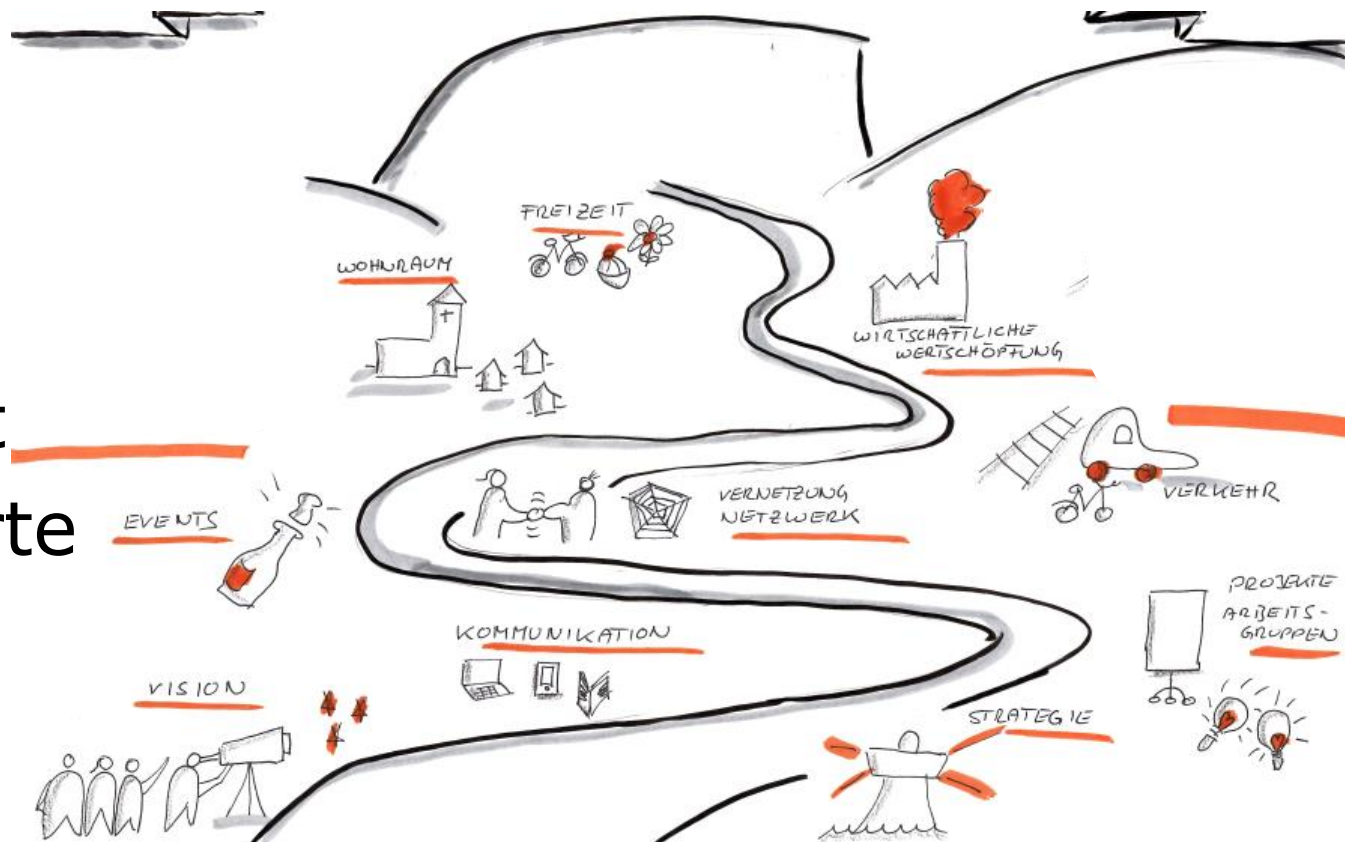 FREIZEIT
WOHNRAUM
WIRTSCHAFTLICHE
WERTSCHÖPFUNG
rte
EVENTS
VERNETZUNG
NETZWERK
VERKEHR
PROJEKTE
ARBEITS-
GRUPPEN
KOMMUNIKATION
VISION
STRATEGIE